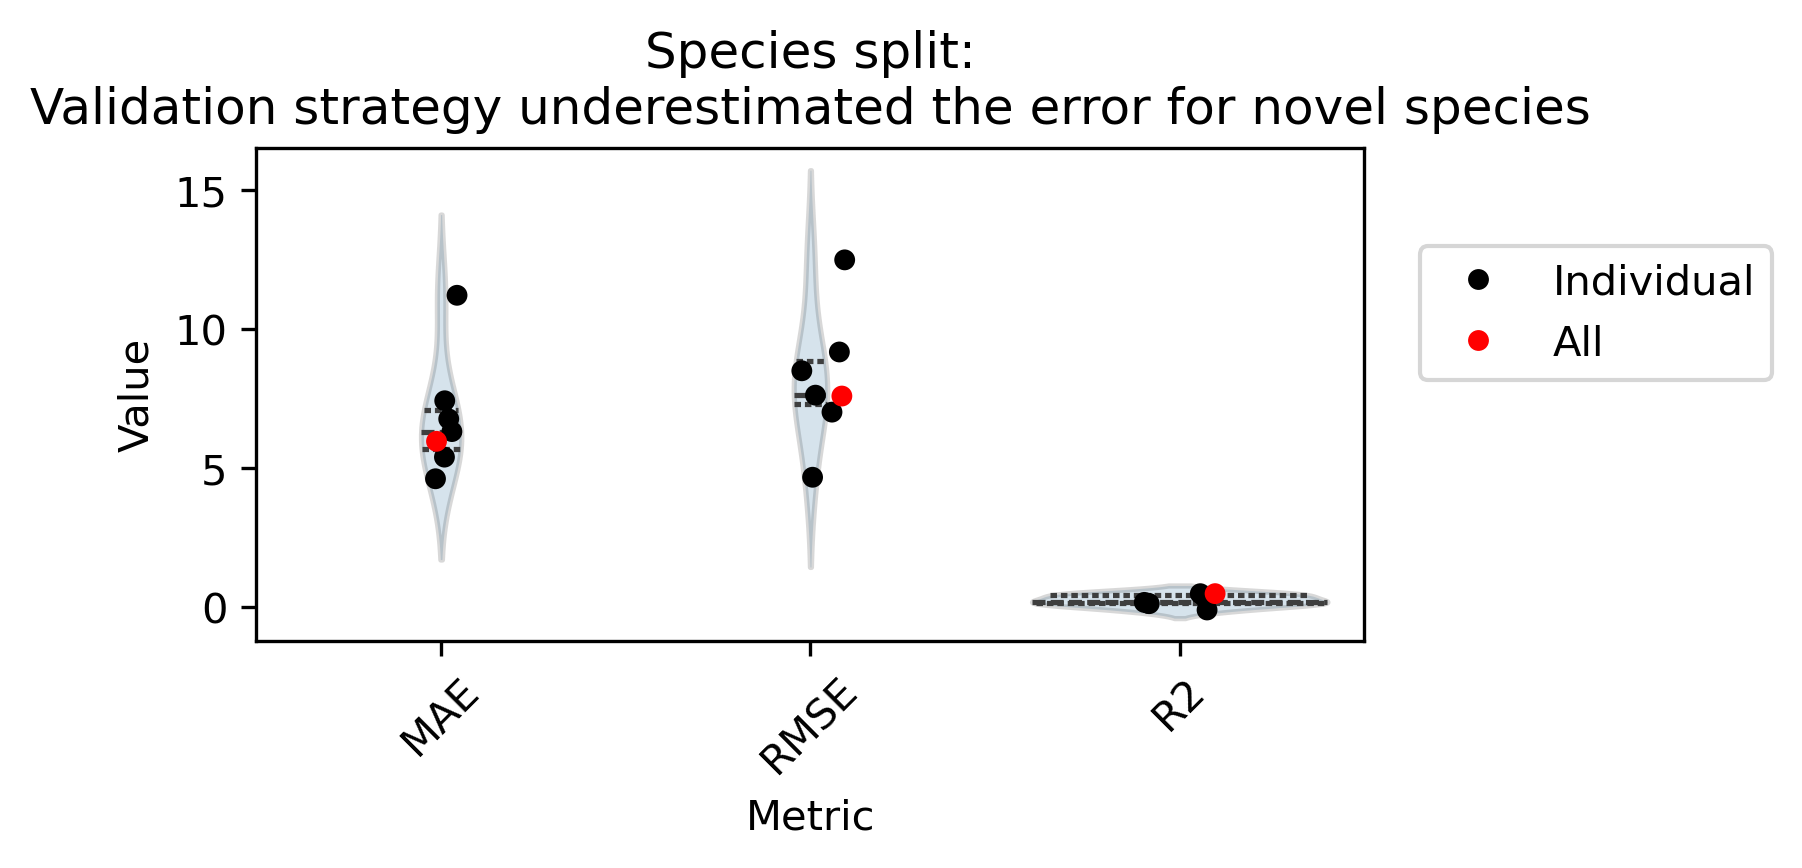 Species split:
Validation strategy underestimated the error for novel species
15
10
5
0
Value
MAE
RMSE
R2
Metric
Individual
All